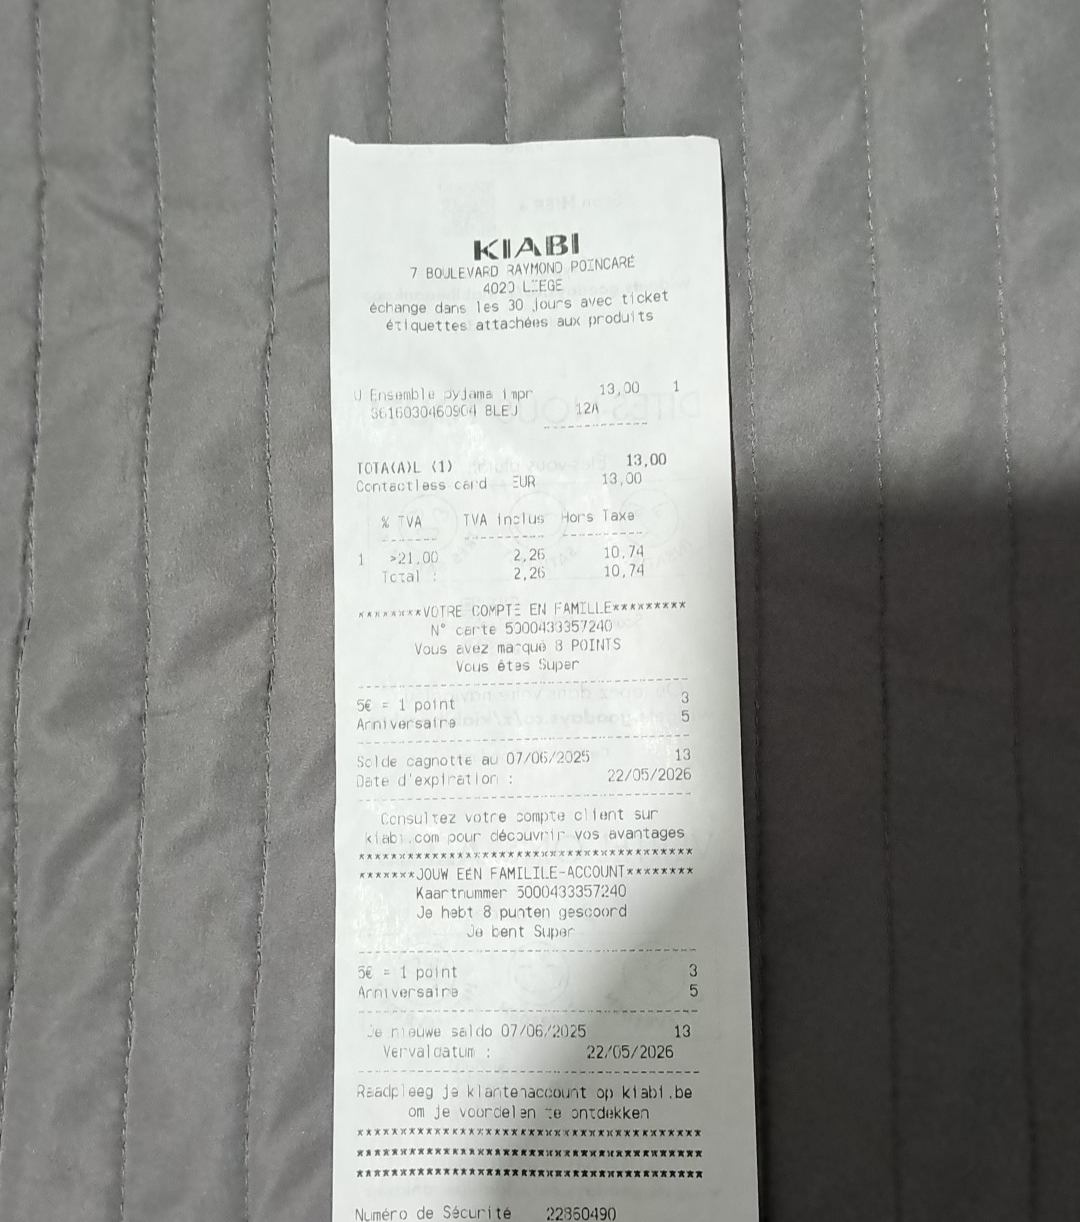 KIABI
7 BOULEVARD RAYMOND POINCARÉ
4020 LIEGE
échange dans les 30 jours avec ticket
étiquettes attachées aux produits
J Ensemble pyjama impr 13,00 1
3616030460904 BLEU 12A
TOTA(A)L (1) 13,00
Contactless card EUR 13,00
% TVA TVA inclus Hors Taxe
1 >21,00 2,26 10,74
Total : 2,26 10,74
********VOTRE COMPTE EN FAMILLE*********
N° carte 5000433357240
Vous avez marqué 8 POINTS
Vous êtes Super
5€ = 1 point 3
Anniversaire 5
Solde cagnotte au 07/06/2025 13
Date d'expiration : 22/05/2026
Consultez votre compte client sur
kiabi.com pour découvrir vos avantages
****************************************
*******JOUW EEN FAMILILE-ACCOUNT********
Kaartnummer 5000433357240
Je hebt 8 punten gescoord
Je bent Super
5€ = 1 point 3
Anniversaire 5
Je nieuwe saldo 07/06/2025 13
Vervaldatum : 22/05/2026
Raadpleeg je klantenaccount op kiabi.be
om je voordelen te ontdekken
****************************************
****************************************
****************************************
Numéro de Sécurité 22850490